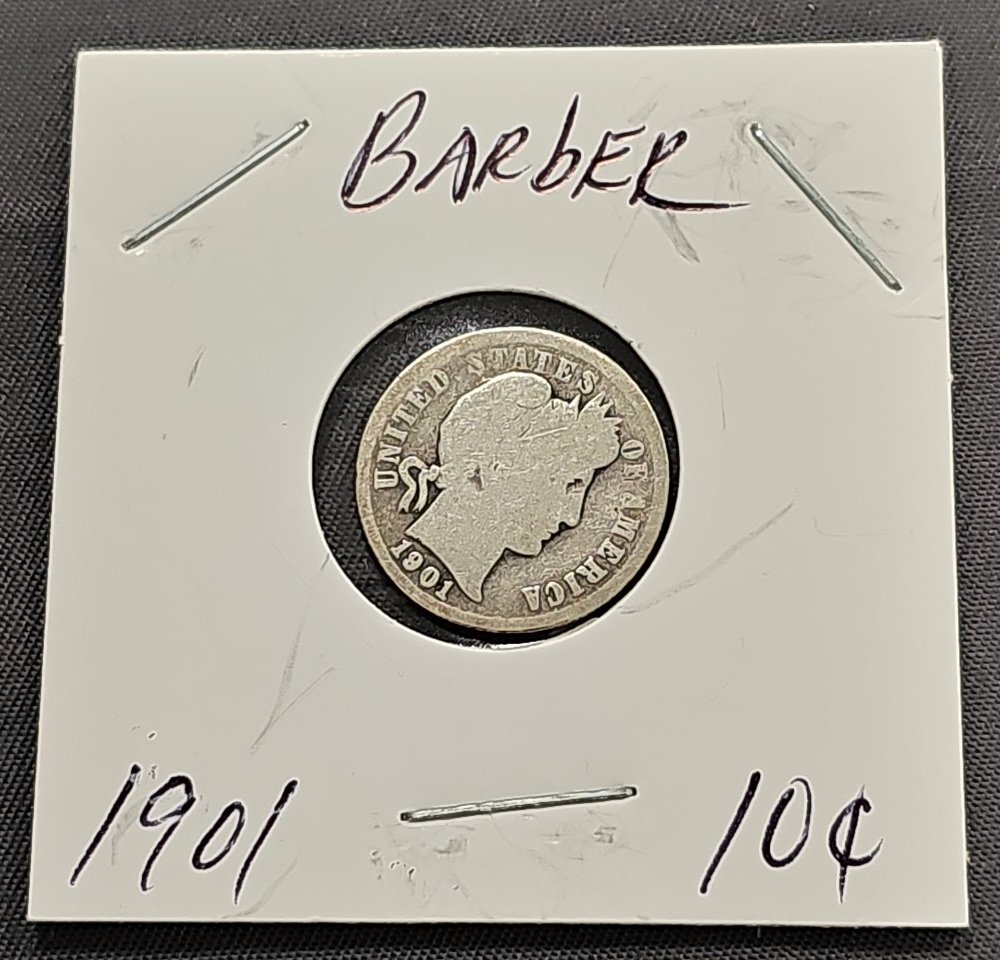 BARbER
UNITED STATES OF AMERICA
1901
1901
10¢